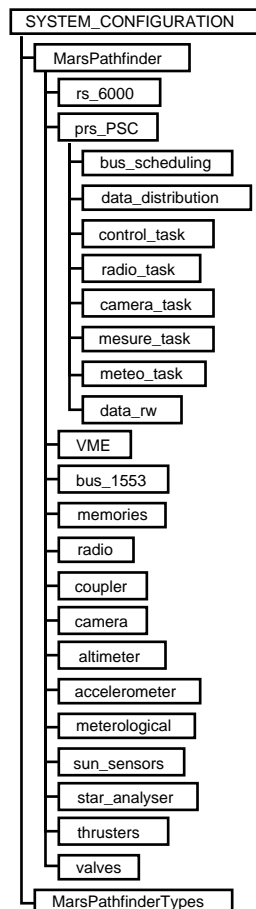 SYSTEM_CONFIGURATION
MarsPathfinder
rs_6000
prs_PSC
bus_scheduling
data_distribution
control_task
radio_task
camera_task
mesure_task
meteo_task
data_rw
VME
bus_1553
memories
radio
coupler
camera
altimeter
accelerometer
meterological
sun_sensors
star_analyser
thrusters
valves
MarsPathfinderTypes